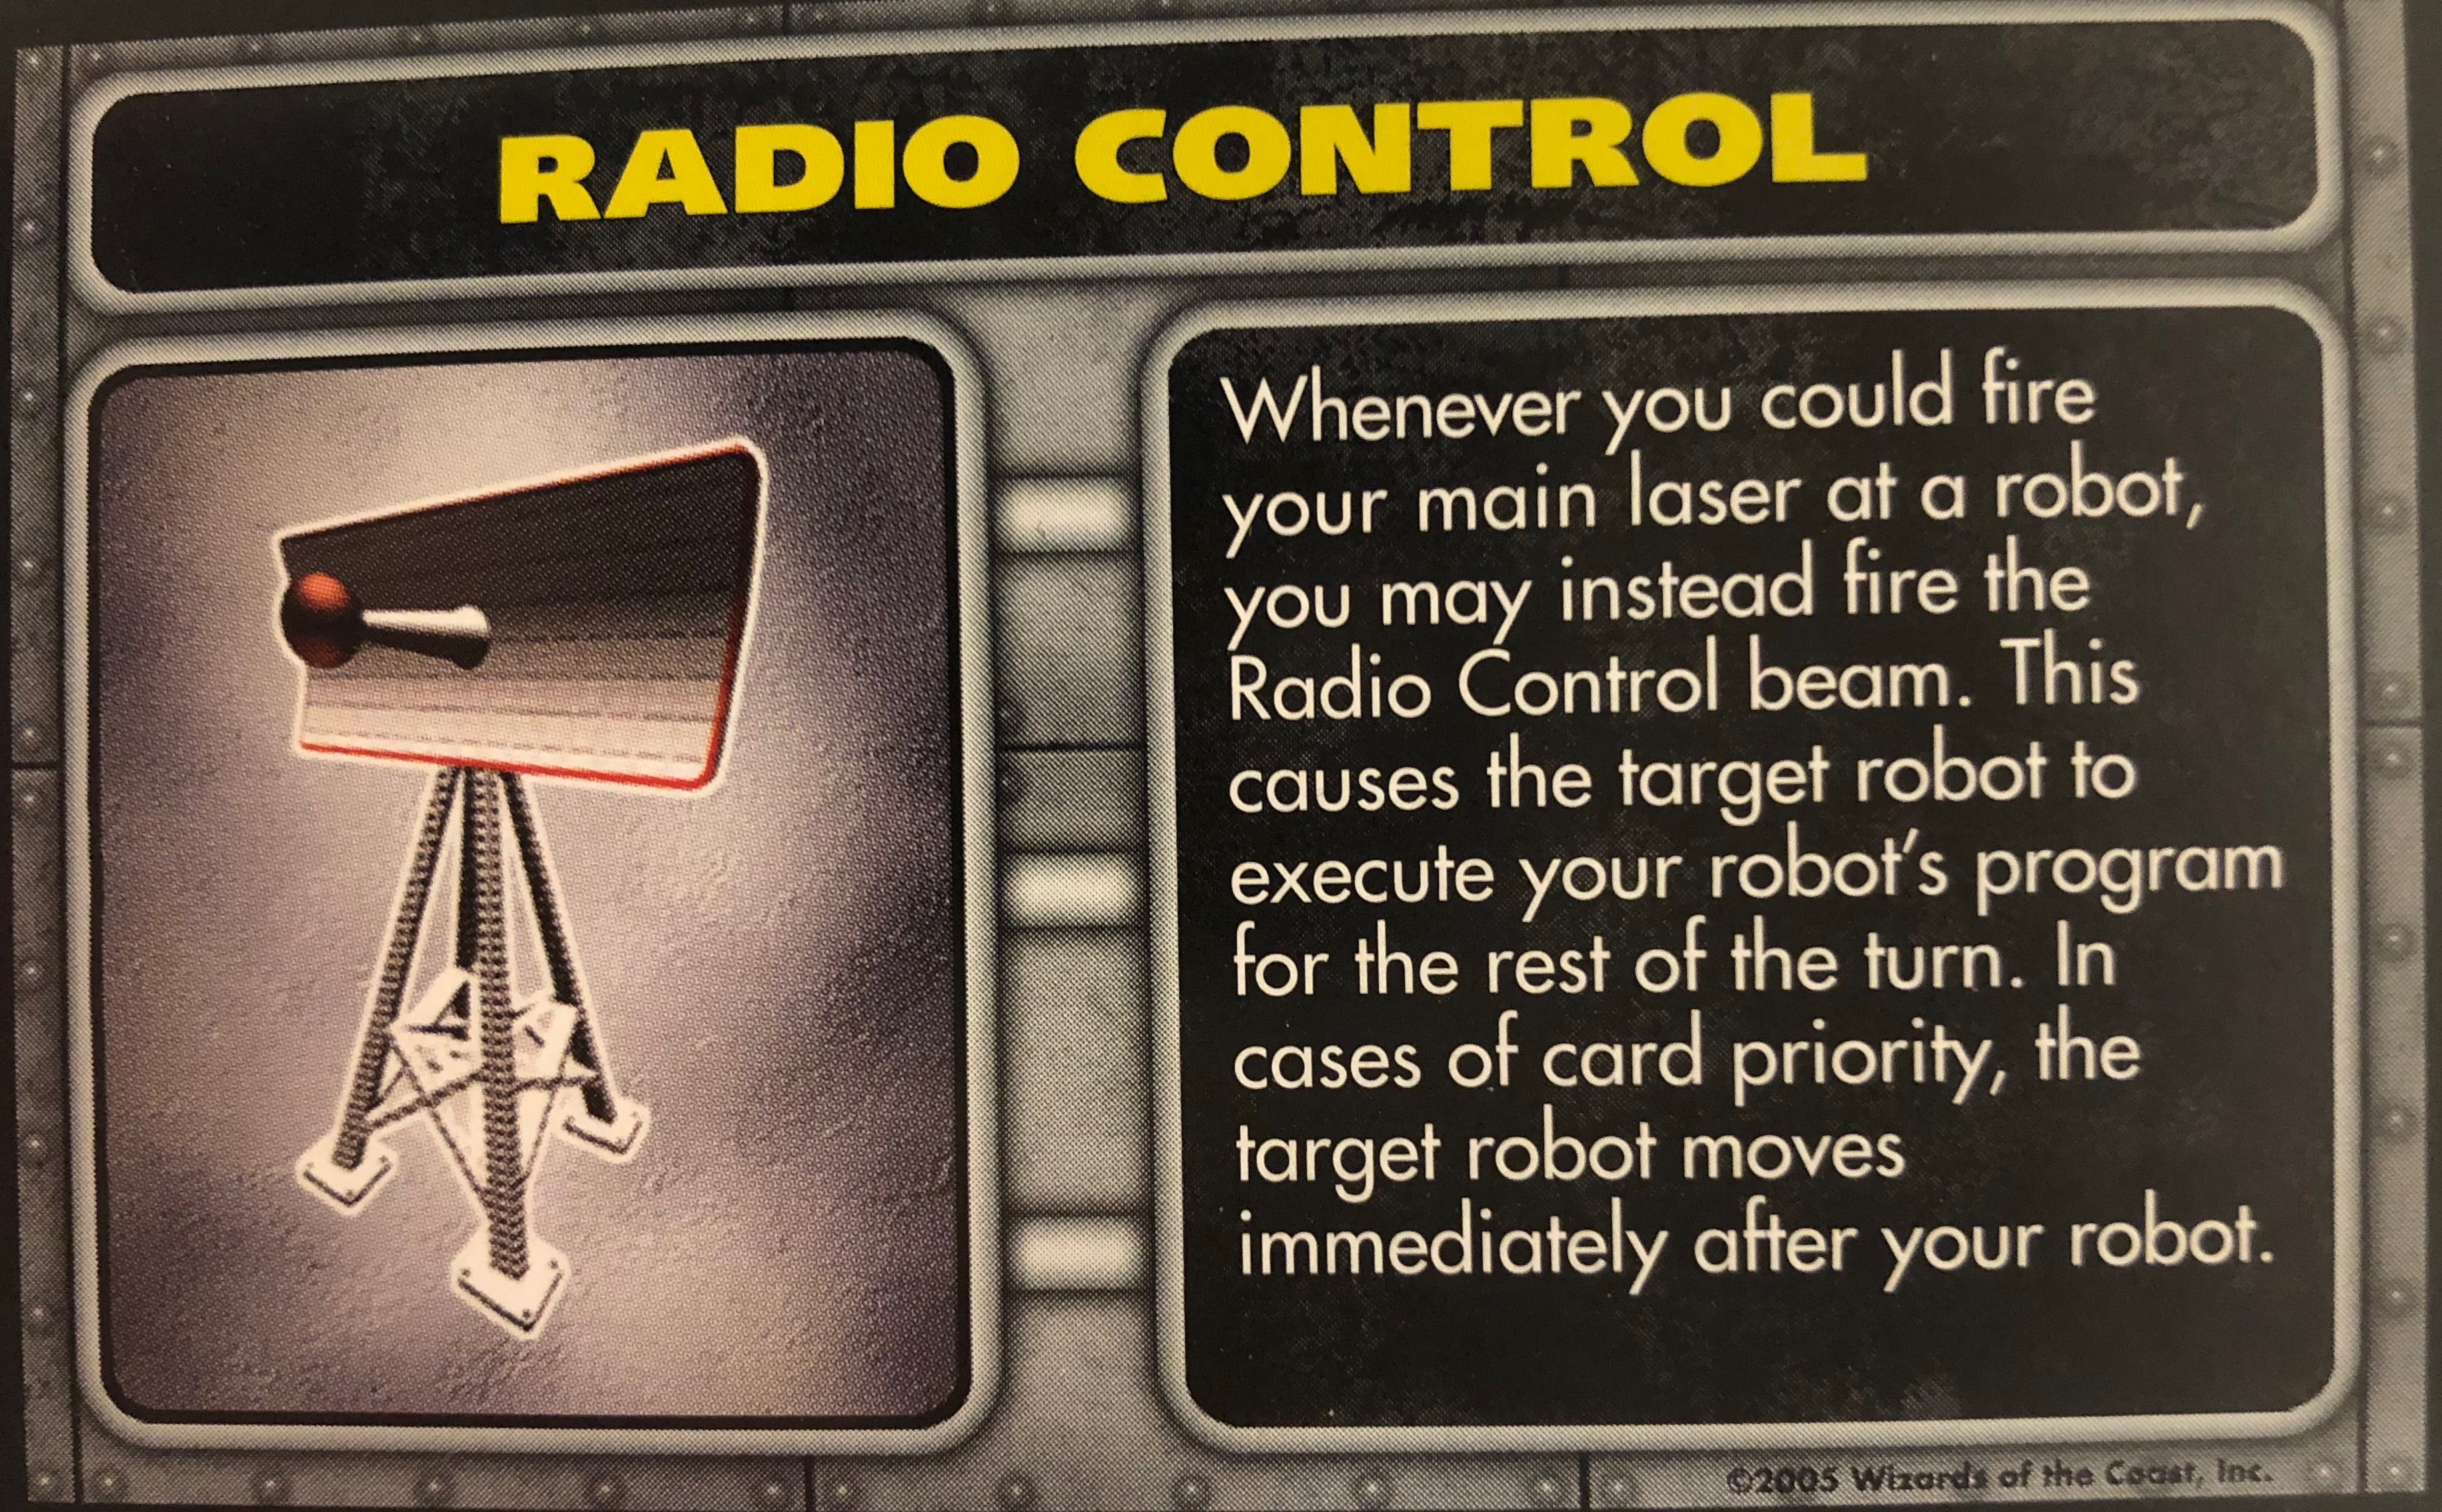 RADIO CONTROL
Whenever you could fire
your main laser at a robot,
you may instead fire the
Radio Control beam. This
causes the target robot to
execute your robot's program
for the rest of the turn. In
cases of card priority, the
target robot moves
immediately after your robot.
©2005 Wizards of the Coast, Inc.